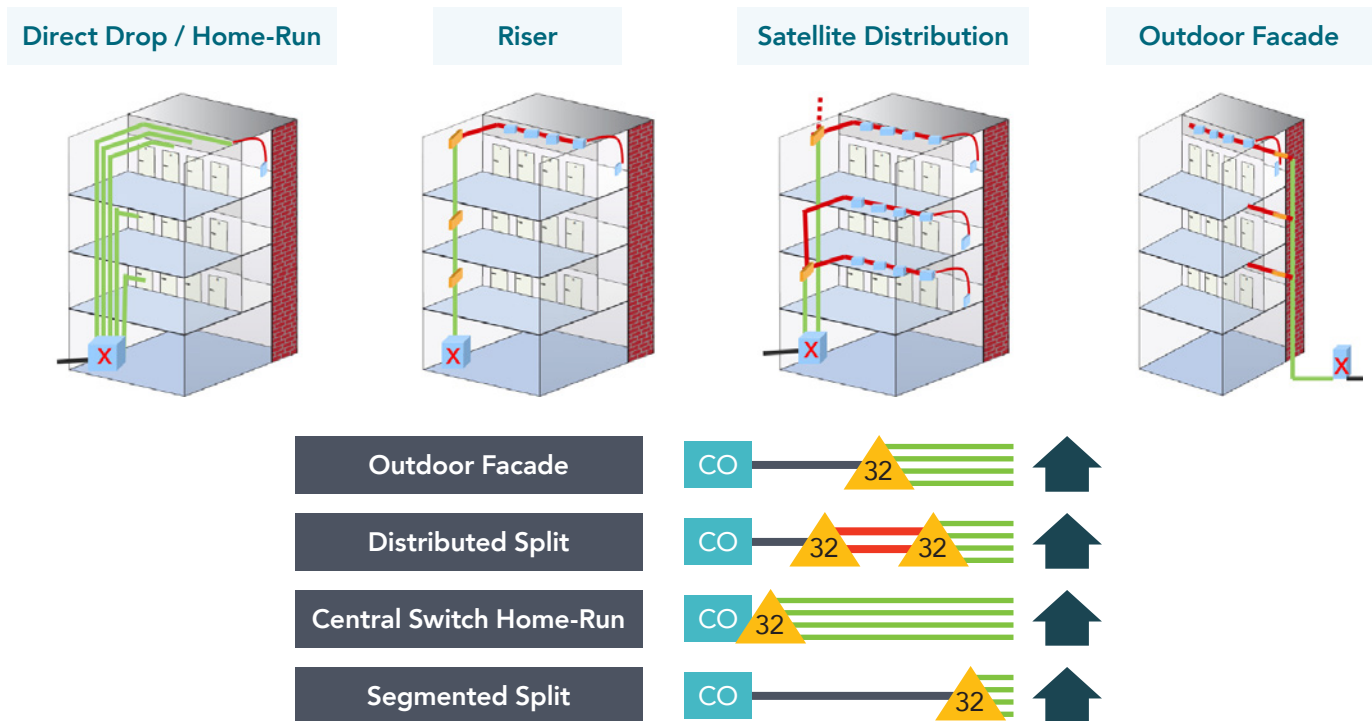 Direct Drop / Home-Run
Riser
Satellite Distribution
Outdoor Facade
X
X
X
X
Outdoor Facade
CO
32
Distributed Split
CO
32
32
Central Switch Home-Run
CO
32
Segmented Split
CO
32